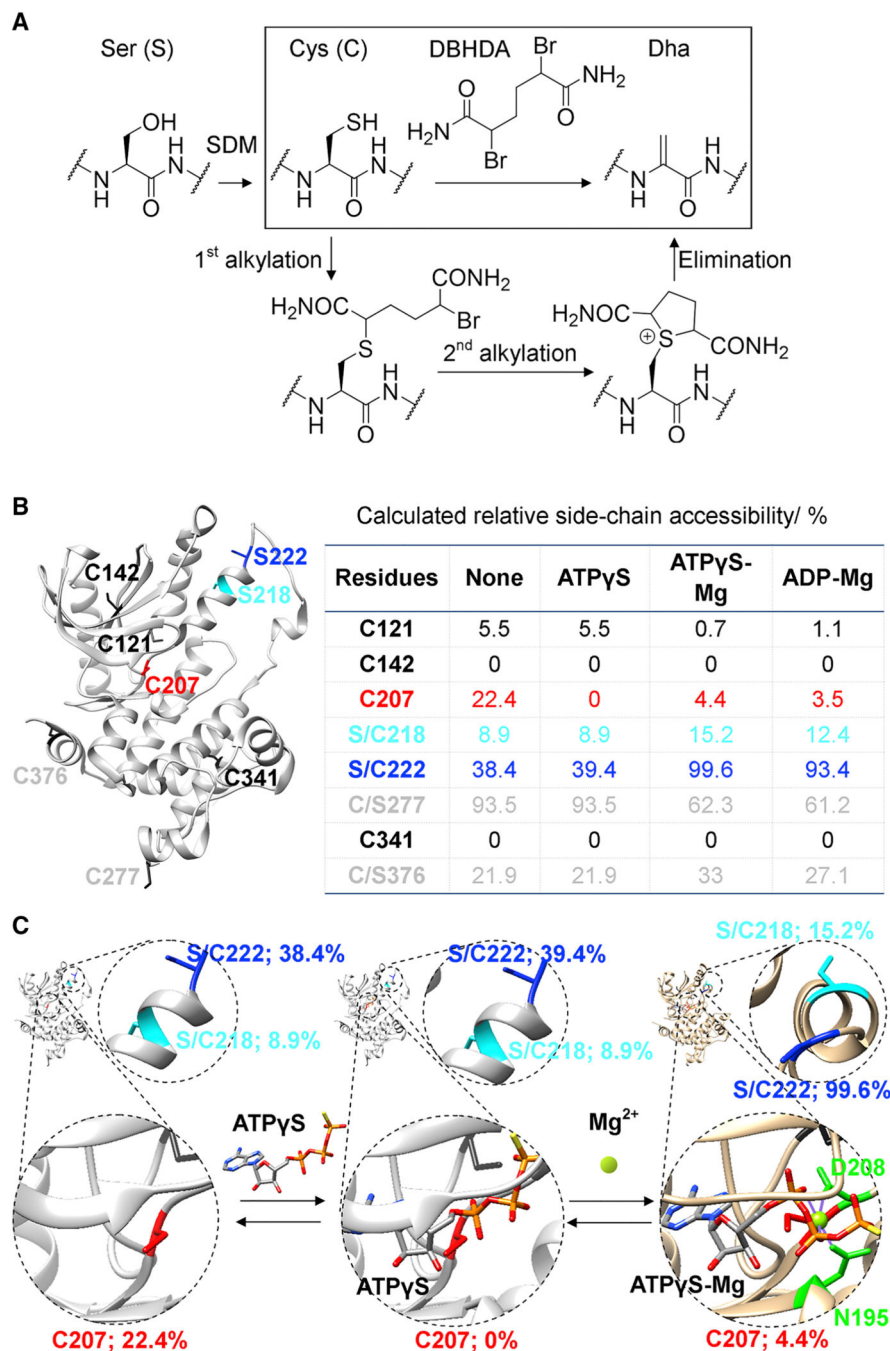 A
Ser (S)
Cys (C)
DBHDA
Dha
OH
SDM
SH
O
Br
NH2
H2N
Br
O
N
H
O
H
N
N
H
O
H
N
N
H
O
H
N
1st alkylation
Elimination
H2NOC
CONH2
Br
S
2nd alkylation
H2NOC
S
⊕
CONH2
N
H
O
H
N
N
H
O
H
N
B
Calculated relative side-chain accessibility/ %
C142
S222
S218
C121
C207
C376
C341
C277
Residues None ATPγS ATPγS-Mg ADP-Mg
C121 5.5 5.5 0.7 1.1
C142 0 0 0 0
C207 22.4 0 4.4 3.5
S/C218 8.9 8.9 15.2 12.4
S/C222 38.4 39.4 99.6 93.4
C/S277 93.5 93.5 62.3 61.2
C341 0 0 0 0
C/S376 21.9 21.9 33 27.1
C
S/C222; 38.4%
S/C218; 8.9%
S/C222; 39.4%
S/C218; 8.9%
S/C218; 15.2%
S/C222; 99.6%
ATPγS
Mg2+
D208
ATPγS
ATPγS-Mg
N195
C207; 22.4%
C207; 0%
C207; 4.4%